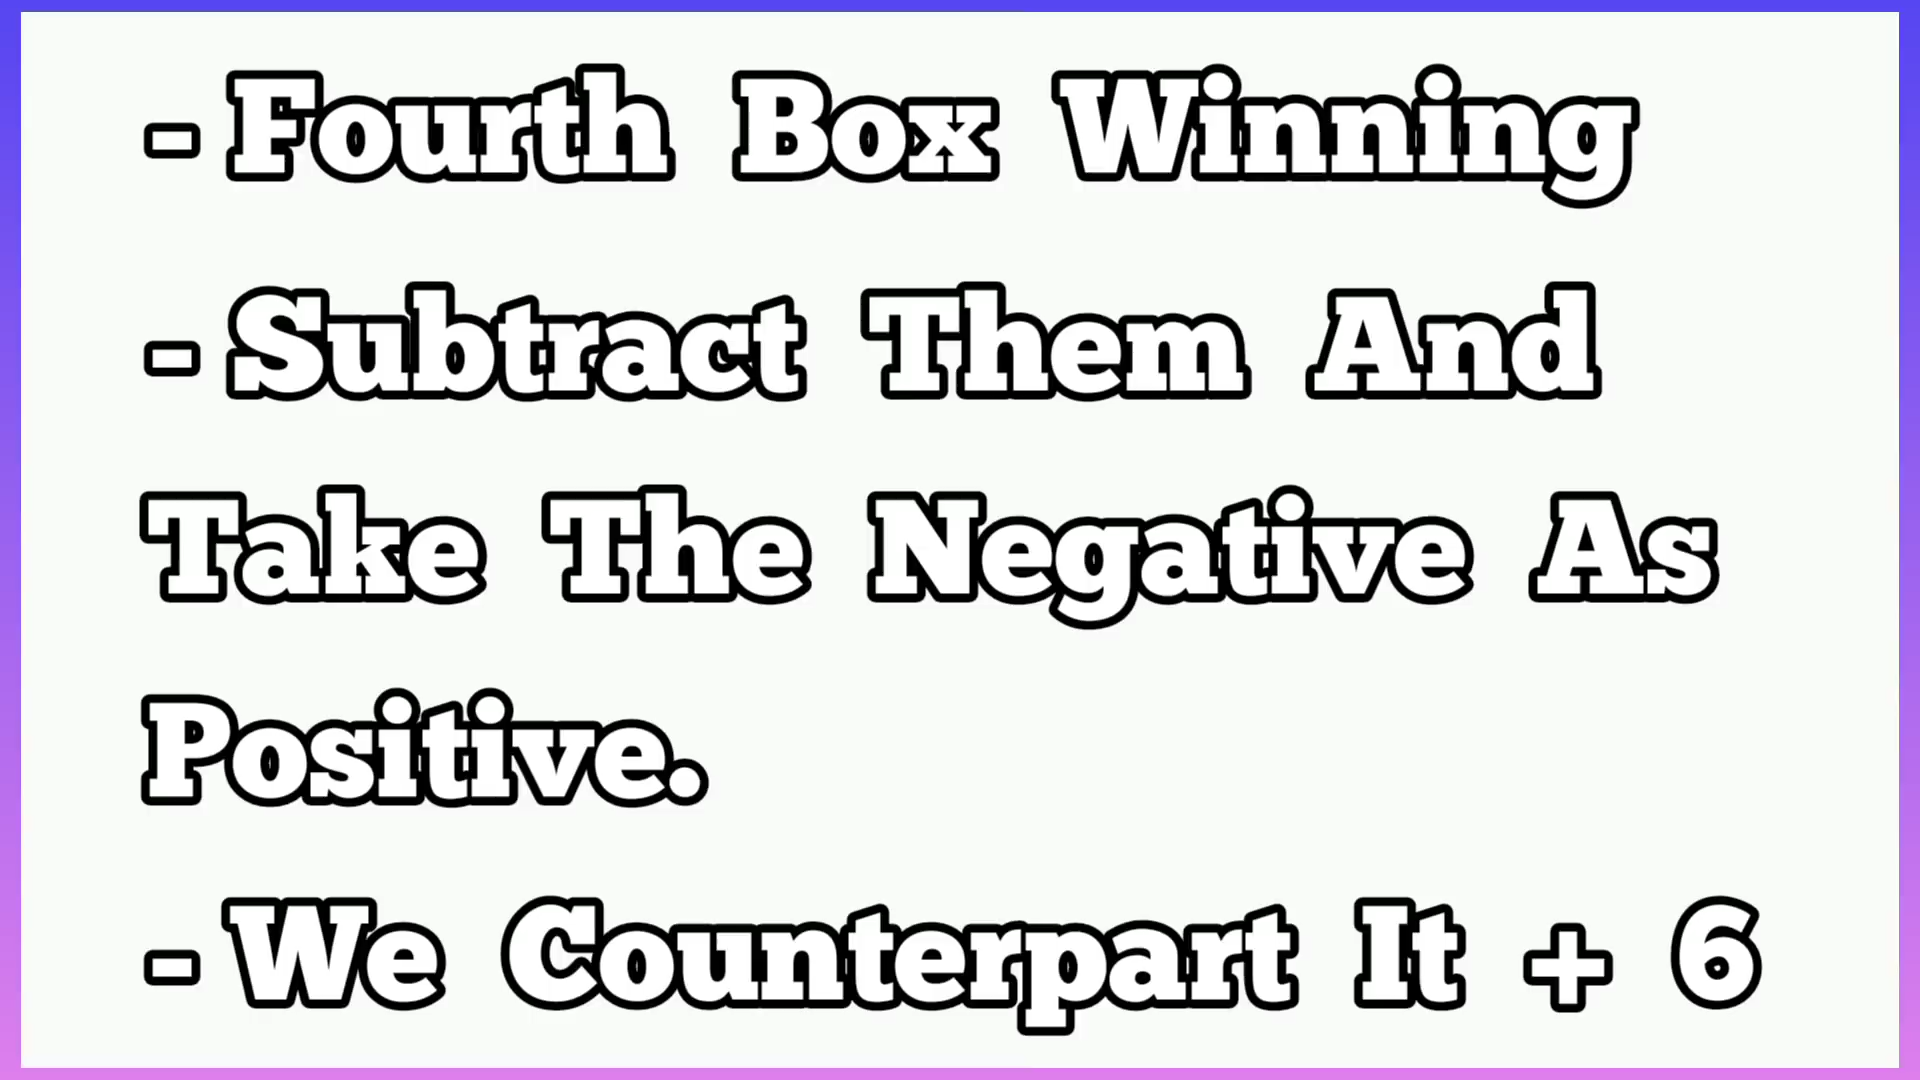 - Fourth Box Winning
- Subtract Them And
Take The Negative As
Positive.
- We Counterpart It + 6